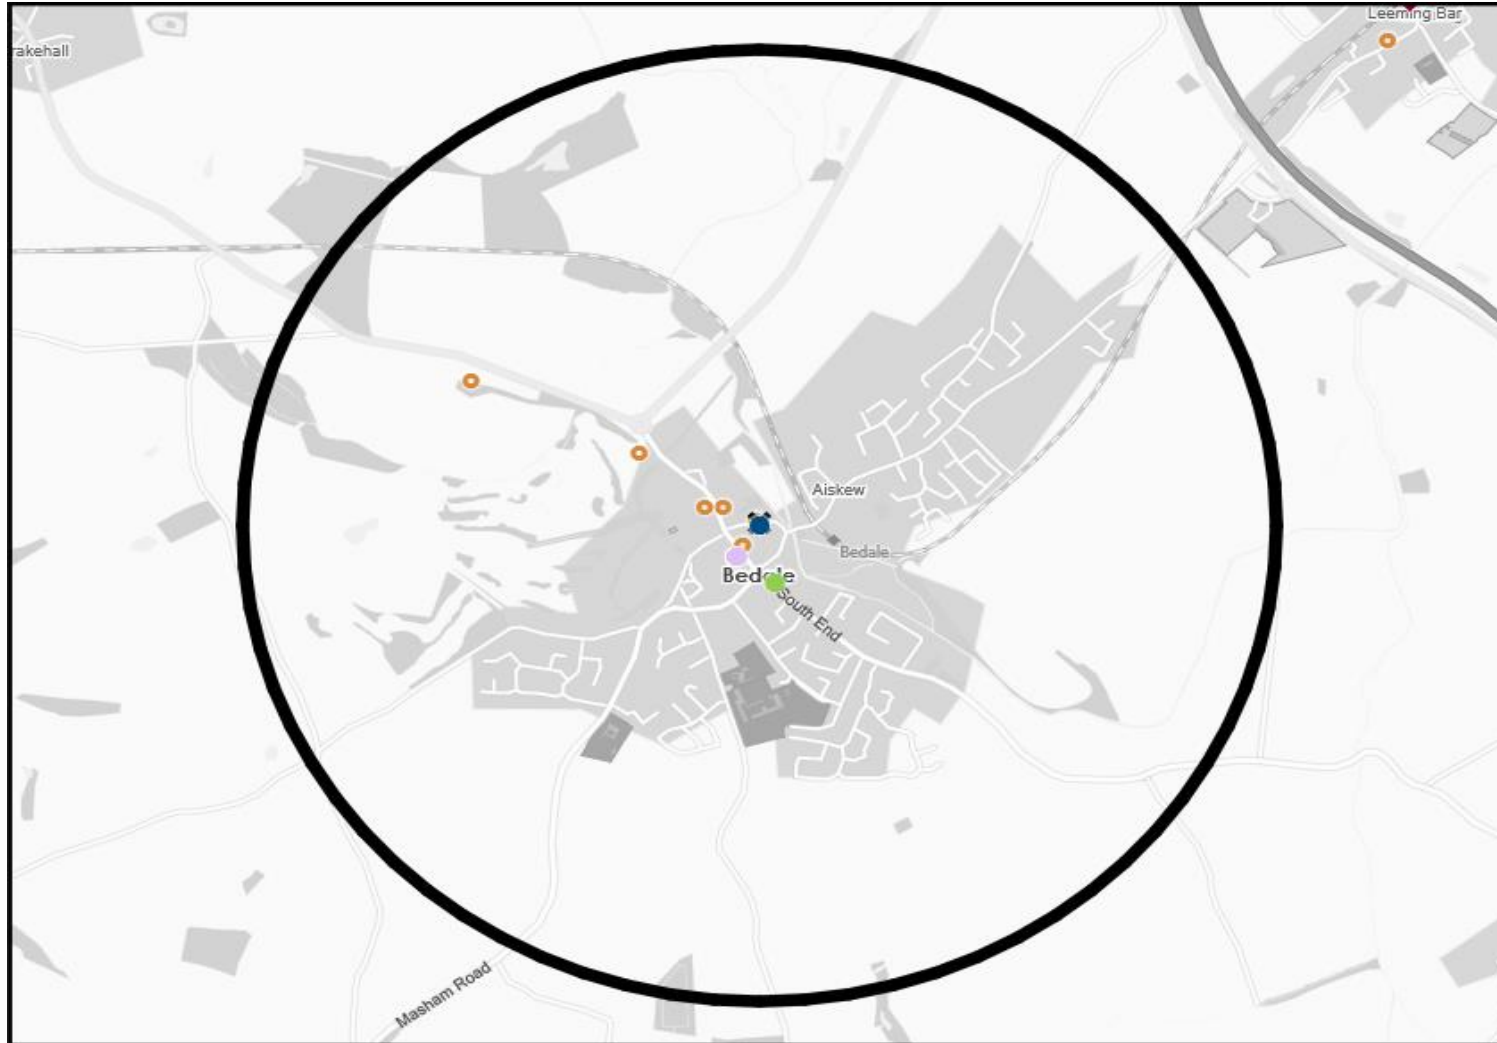 Leeming Bar
rakehall
Aiskew
Bedale
Bedale
South End
Masham Road